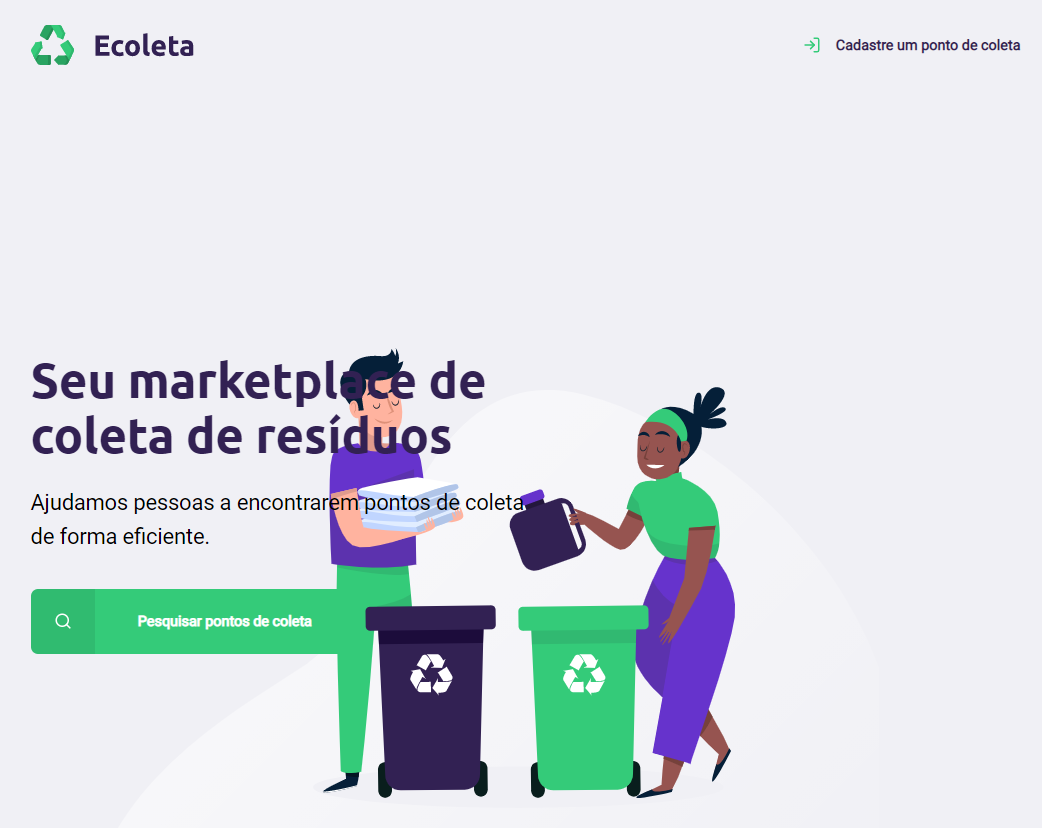 Ecoleta
Cadastre um ponto de coleta
Seu marketplace de
coleta de resíduos
Ajudamos pessoas a encontrarem pontos de coleta
de forma eficiente.
Pesquisar pontos de coleta